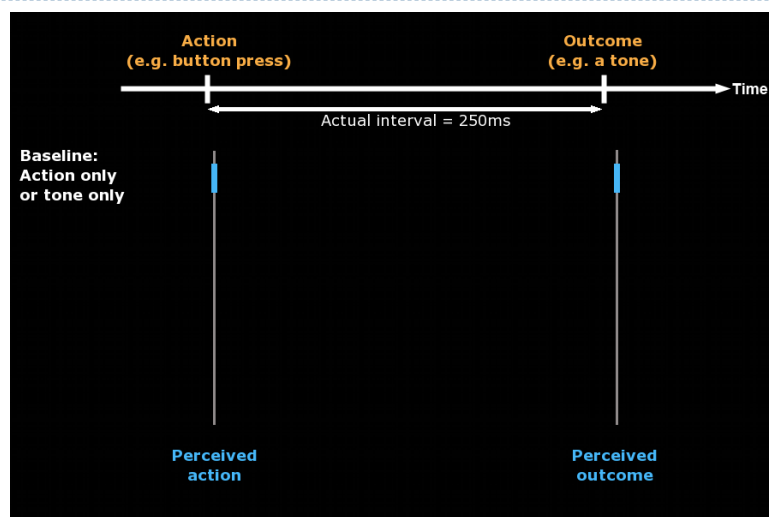 Action
(e.g. button press)
Outcome
(e.g. a tone)
Time
Actual interval = 250ms
Baseline:
Action only
or tone only
Perceived
action
Perceived
outcome